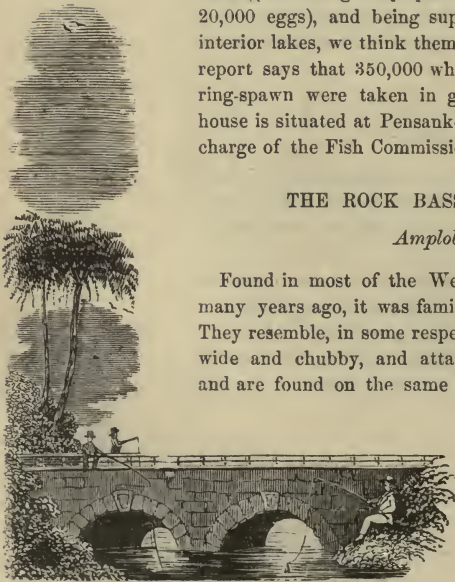 20,000 eggs), and being sup
interior lakes, we think them
report says that 350,000 wh
ring-spawn were taken in g
house is situated at Pensank
charge of the Fish Commissi
THE ROCK BASS
Amplob
Found in most of the We
many years ago, it was fami
They resemble, in some respe
wide and chubby, and atta
and are found on the same